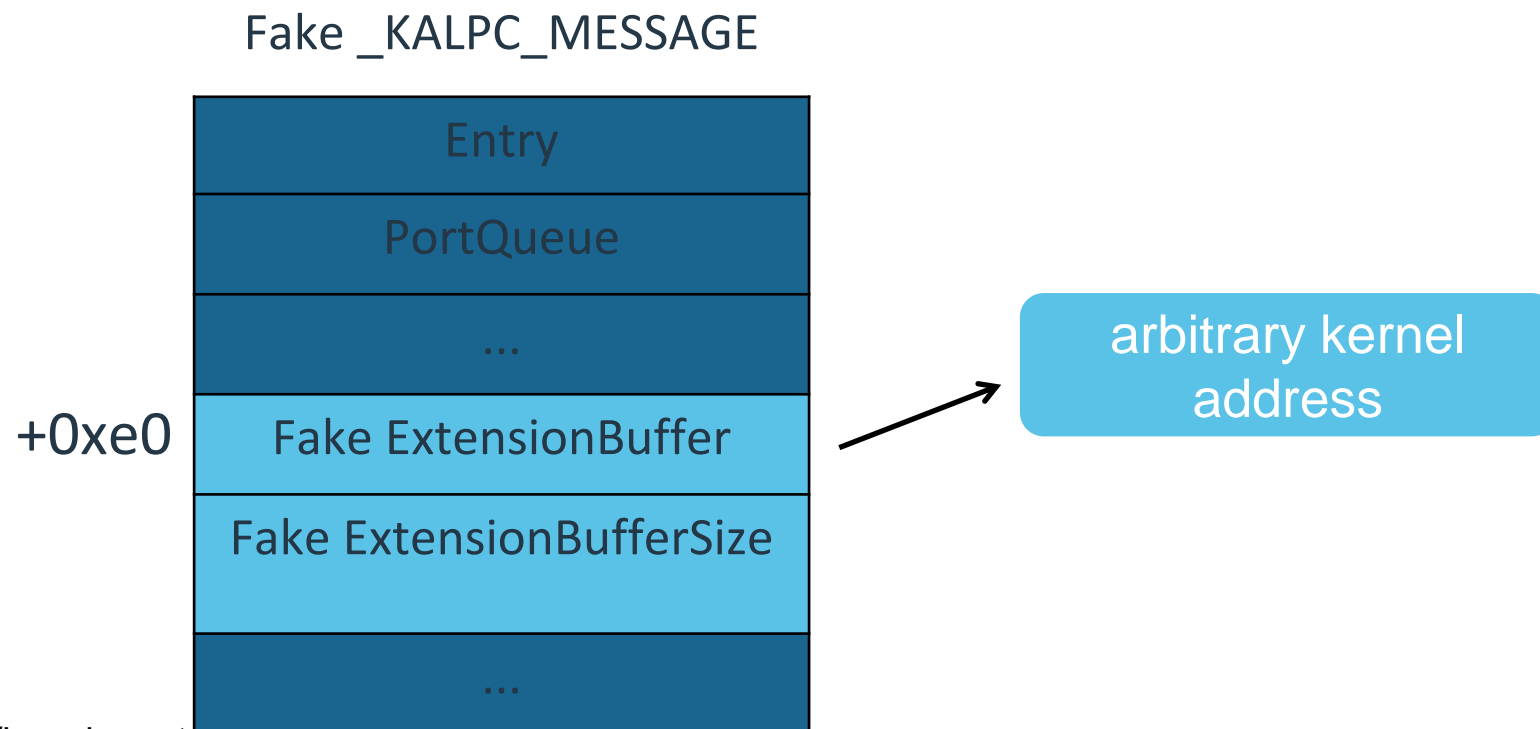 Fake _KALPC_MESSAGE
Entry
PortQueue
...
+0xe0
Fake ExtensionBuffer
arbitrary kernel
address
Fake ExtensionBufferSize
...